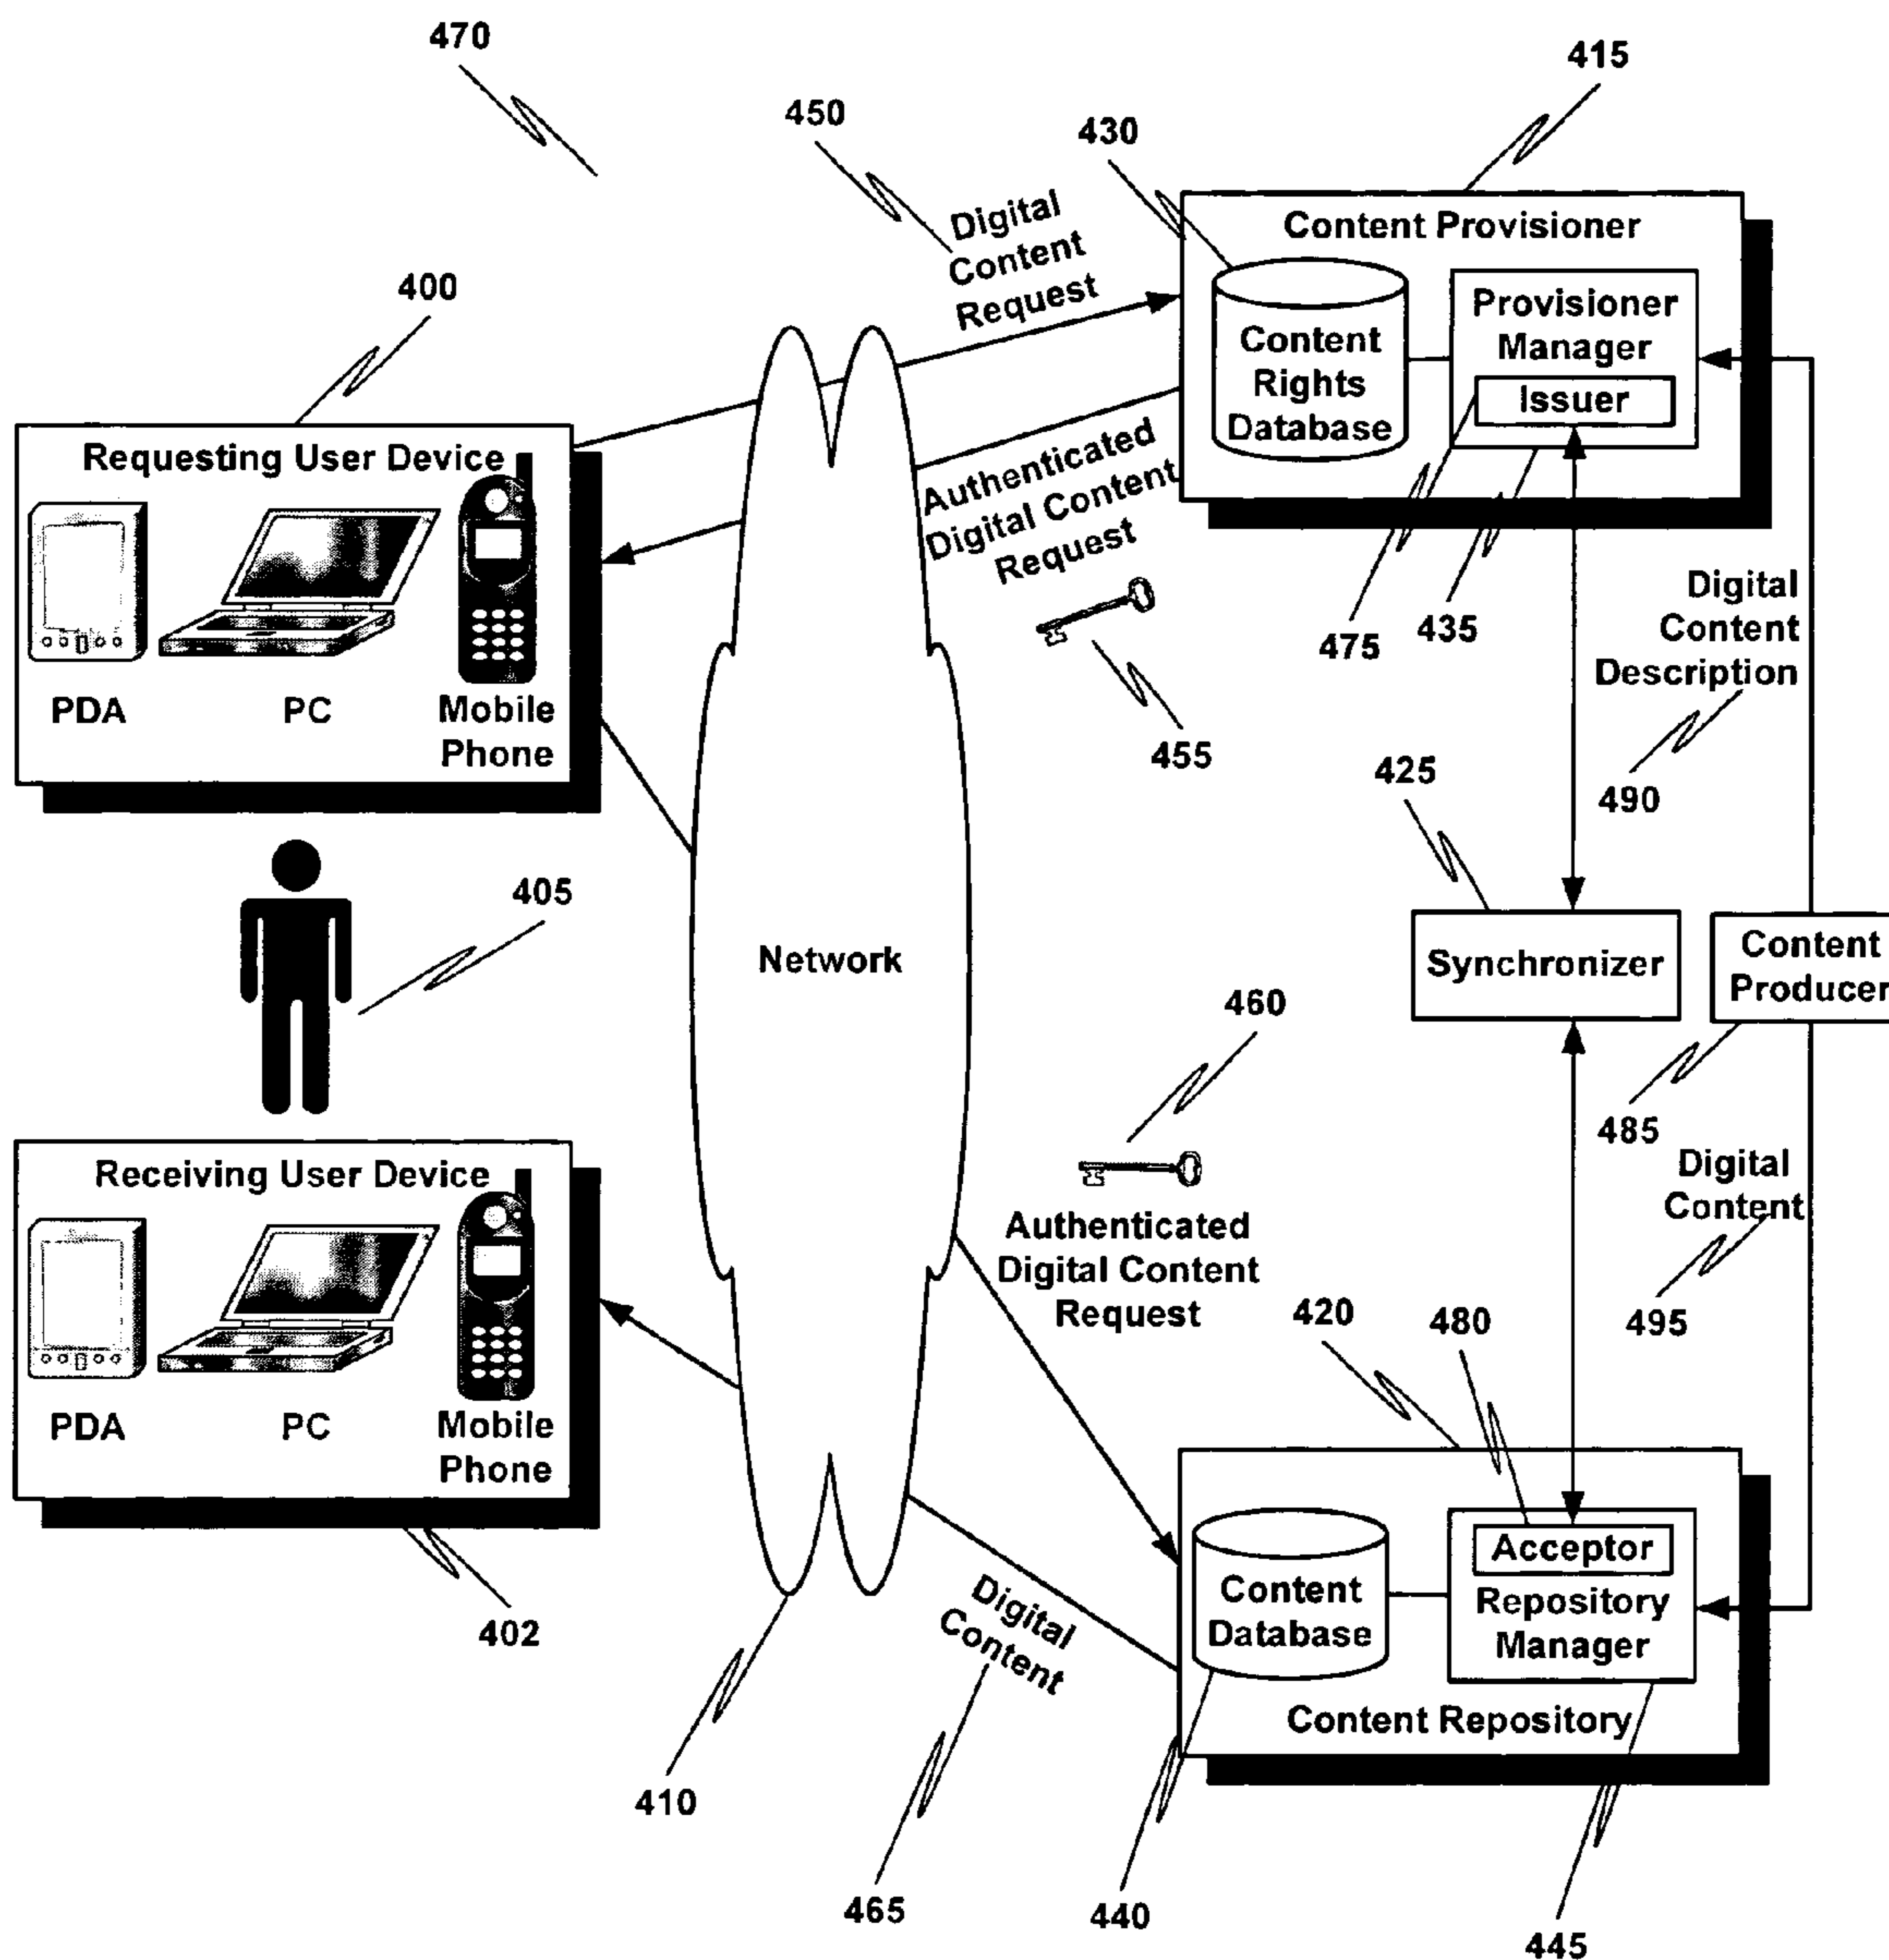 470
415
450
430
Digital
Content
Request
Content Provisioner
400
Provisioner
Manager
Issuer
Content
Rights
Database
Requesting User Device
Authenticated
Digital Content
Request
PDA
PC
Mobile
Phone
475
435
Digital
Content
Description
455
425
490
405
Network
Synchronizer
Content
Producer
460
485
Receiving User Device
Authenticated
Digital Content
Request
Digital
Content
420
480
495
PDA
PC
Mobile
Phone
Acceptor
Repository
Manager
Content
Database
402
Digital
Content
Content Repository
410
465
440
445